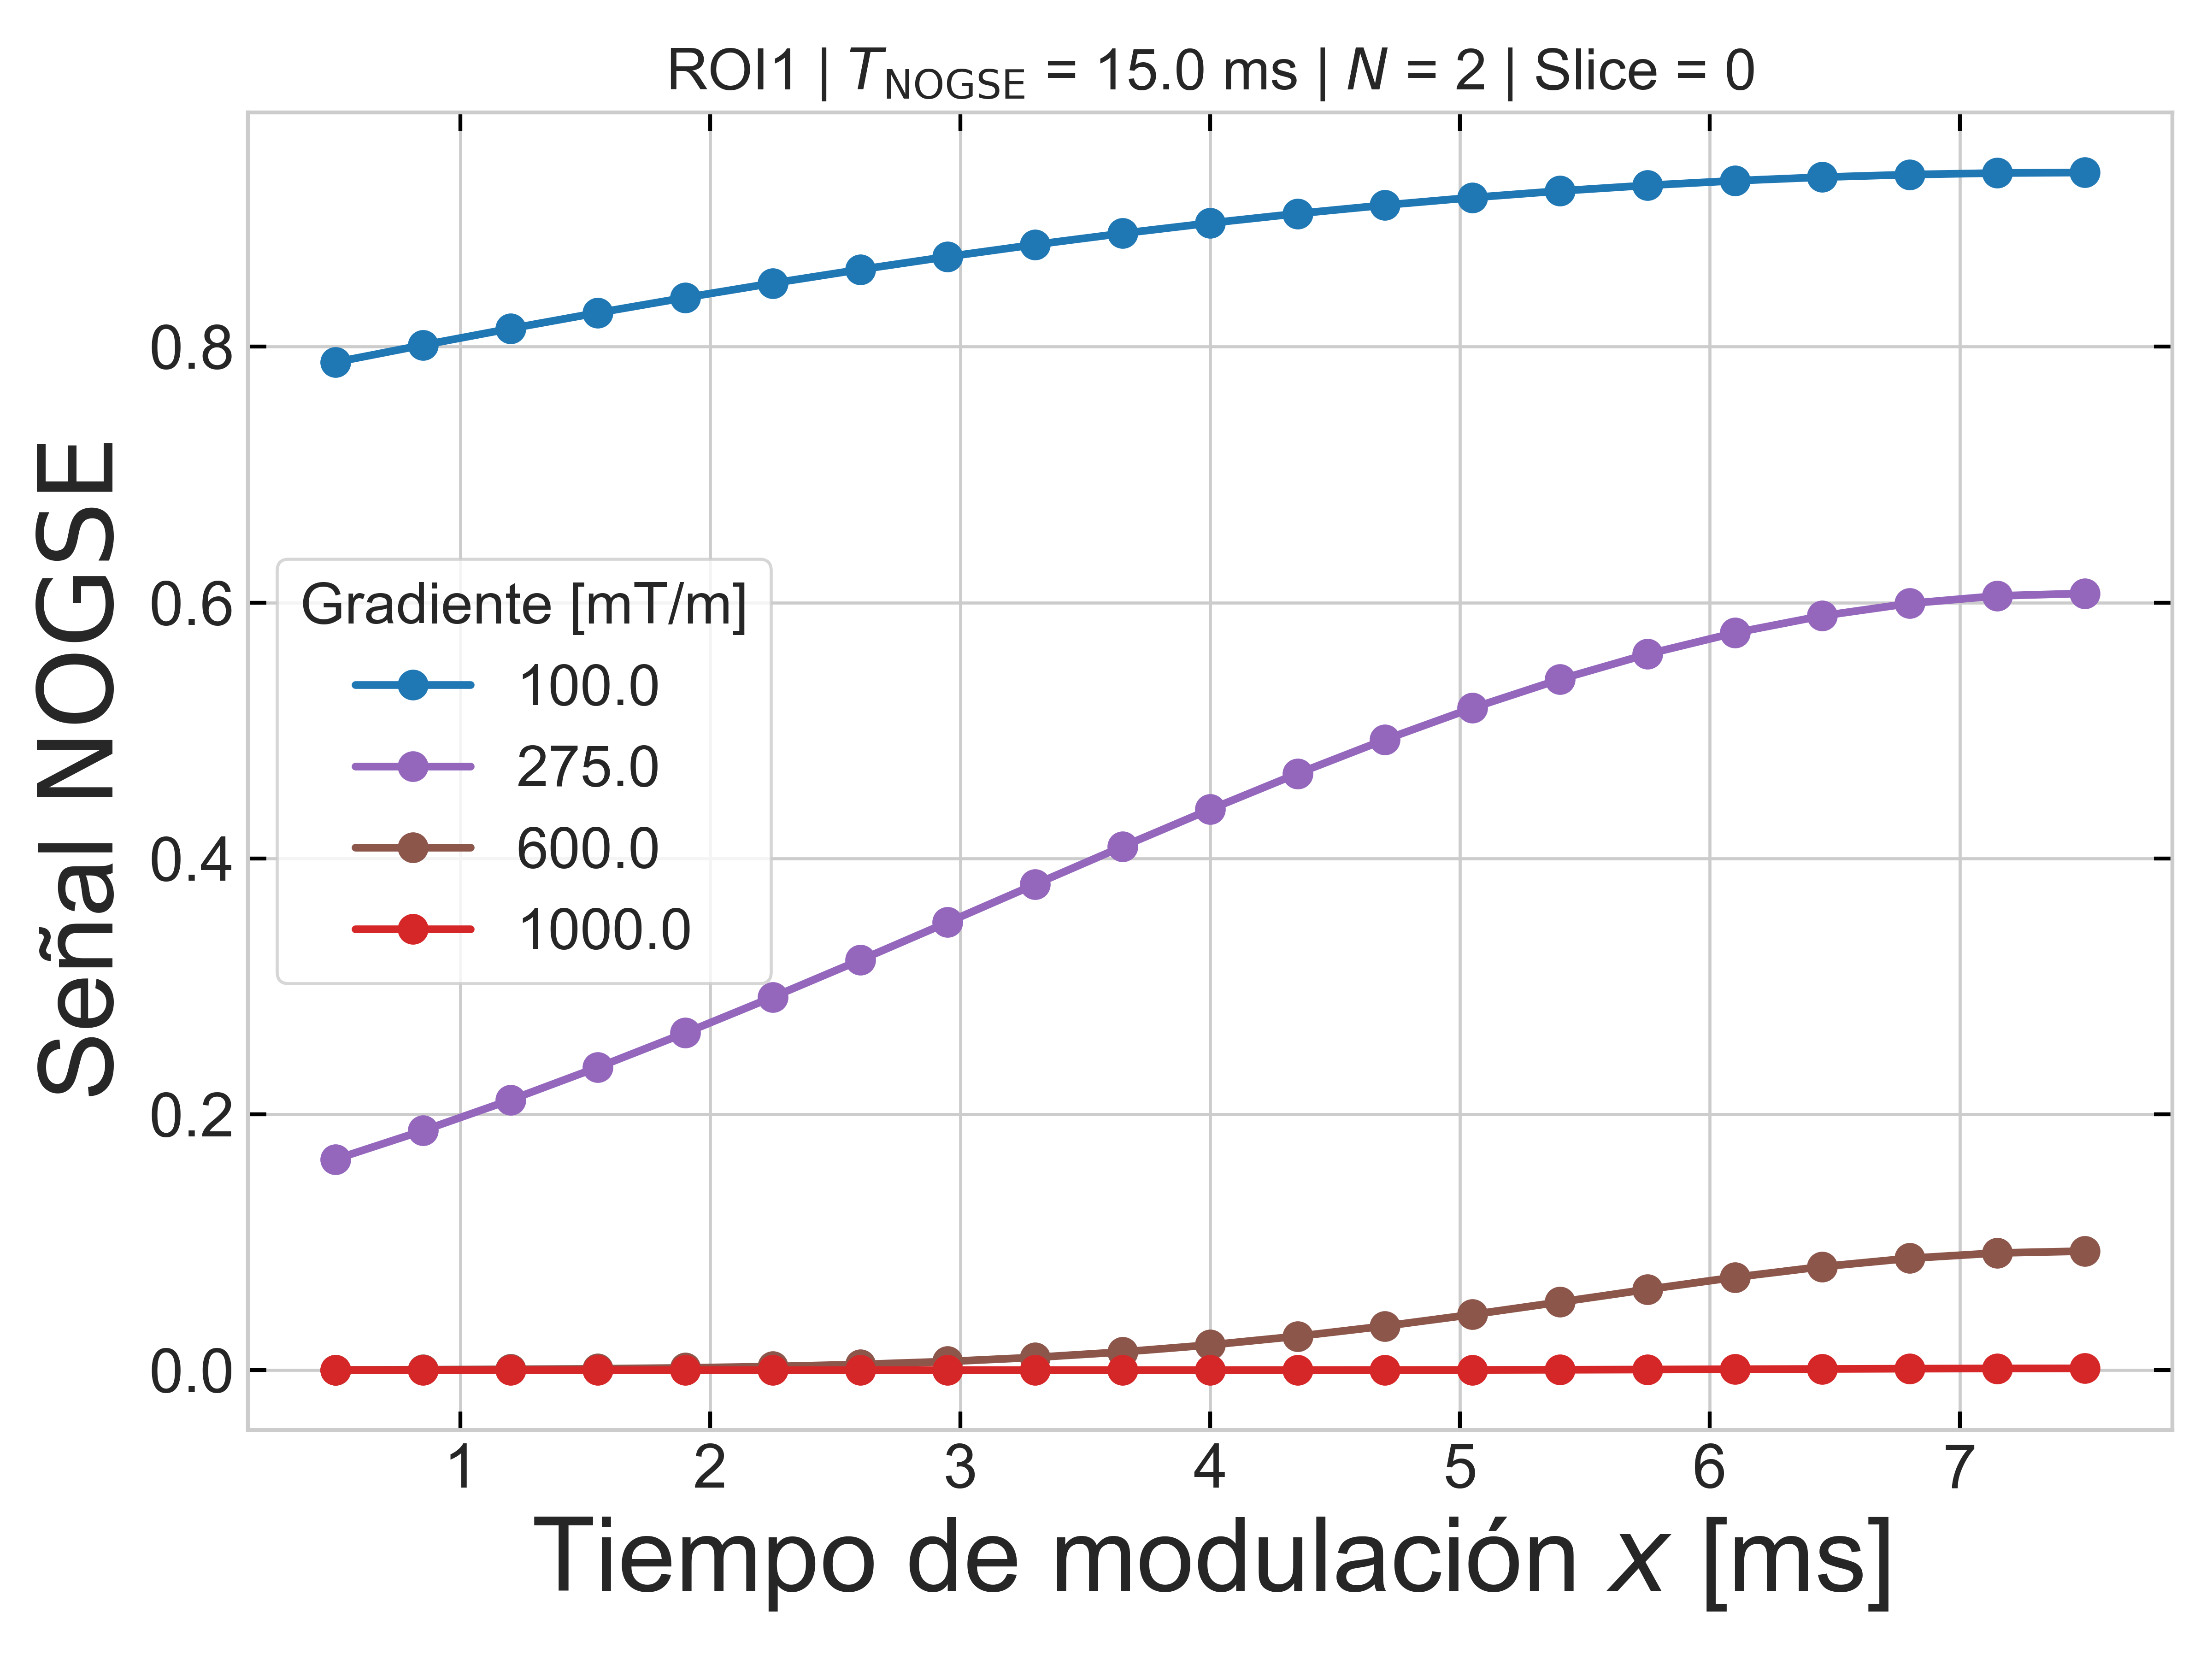 ROI1 | T_NOGSE = 15.0 ms | N = 2 | Slice = 0
Señal NOGSE
0.8
0.6
0.4
0.2
0.0
Gradiente [mT/m]
100.0
275.0
600.0
1000.0
1 2 3 4 5 6 7
Tiempo de modulación x [ms]